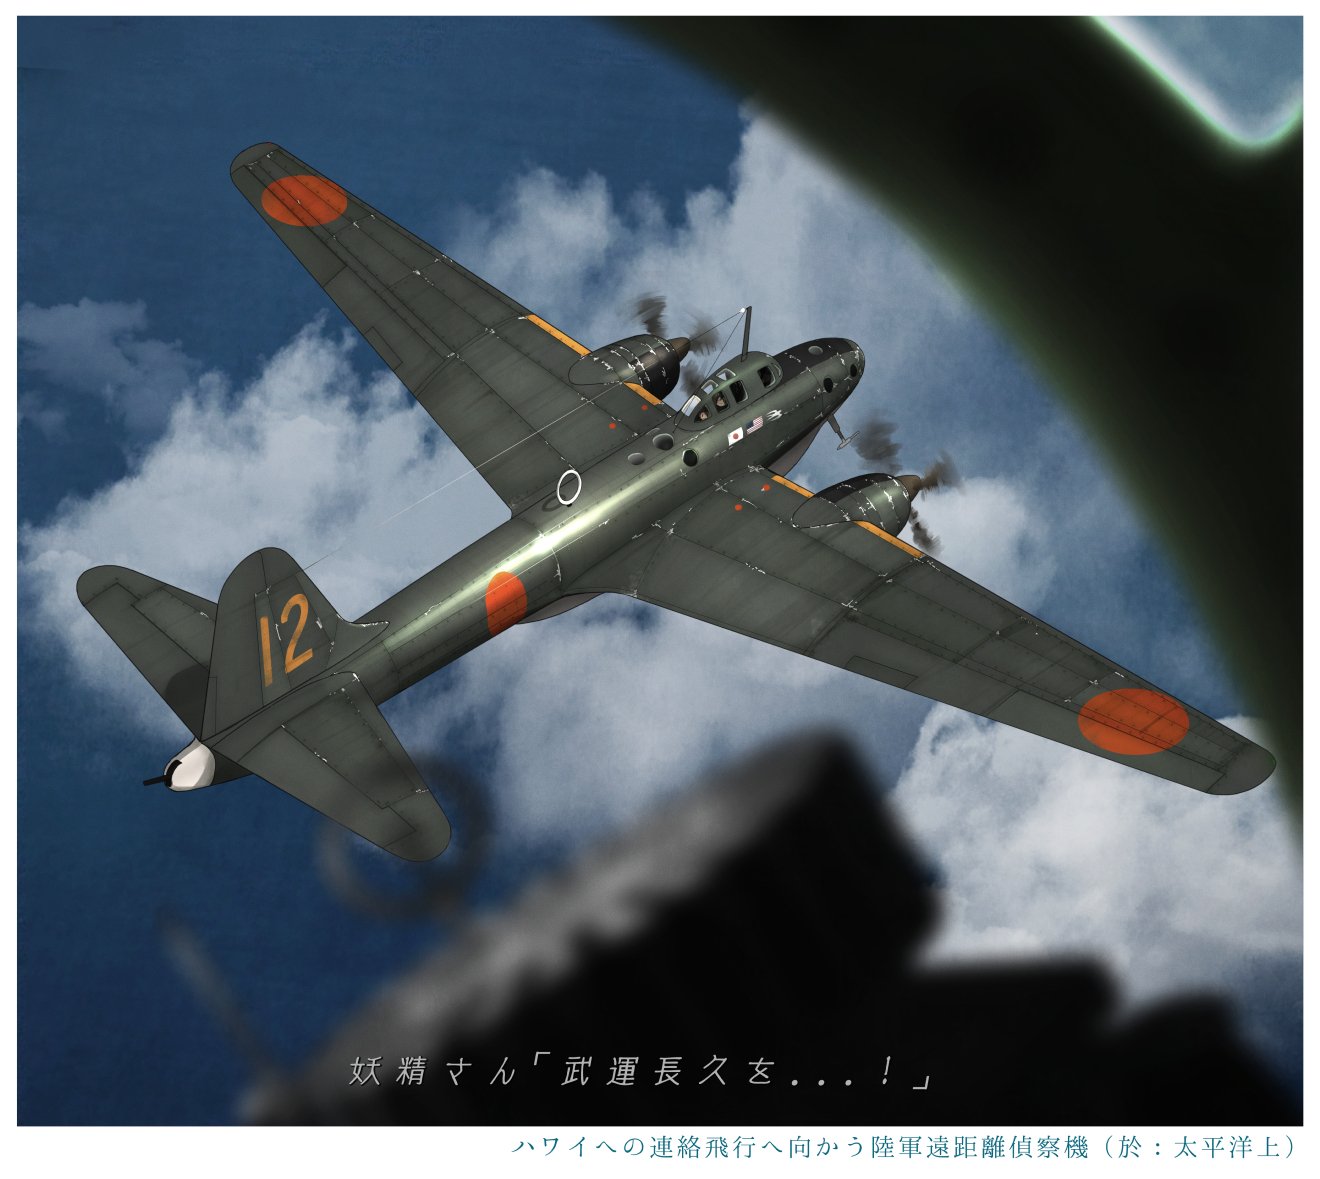 12
妖精さん「武運長久を...!」
ハワイへの連絡飛行へ向かう陸軍遠距離偵察機（於：太平洋上）